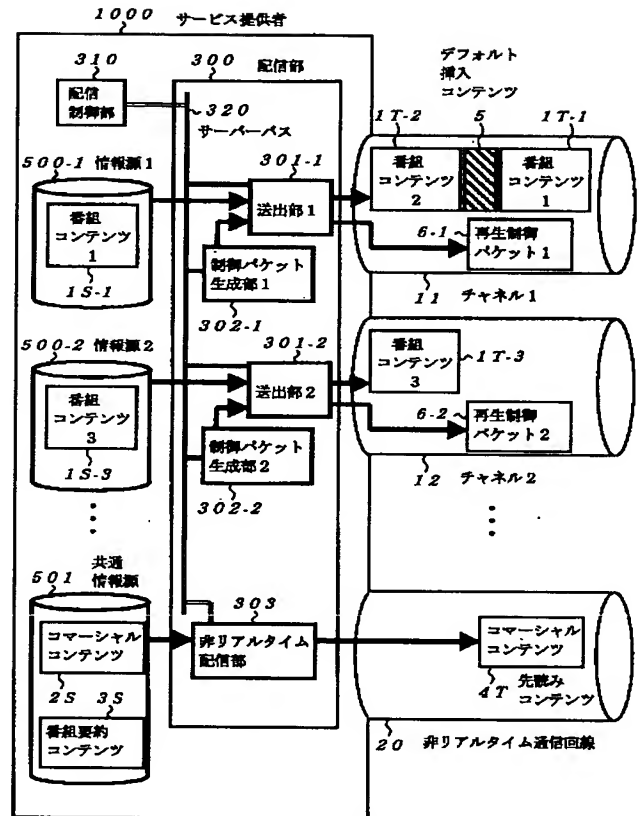 1000 サービス提供者
310
配信
制御部
300 配信部
320
サーバーバス
デフォルト
挿入
コンテンツ
1T-2
5
1T-1
番組
コンテンツ
2
番組
コンテンツ
1
500-1 情報源1
番組
コンテンツ
1
1S-1
301-1
送出部1
制御パケット
生成部1
302-1
6-1
再生制御
パケット1
11 チャネル1
500-2 情報源2
番組
コンテンツ
3
1S-3
301-2
送出部2
制御パケット
生成部2
302-2
番組
コンテンツ
3
1T-3
6-2
再生制御
パケット2
12 チャネル2
501
共通
情報源
コマーシャル
コンテンツ
2S
3S
番組要約
コンテンツ
303
非リアルタイム
配信部
コマーシャル
コンテンツ
4T
先読み
コンテンツ
20 非リアルタイム通信回線